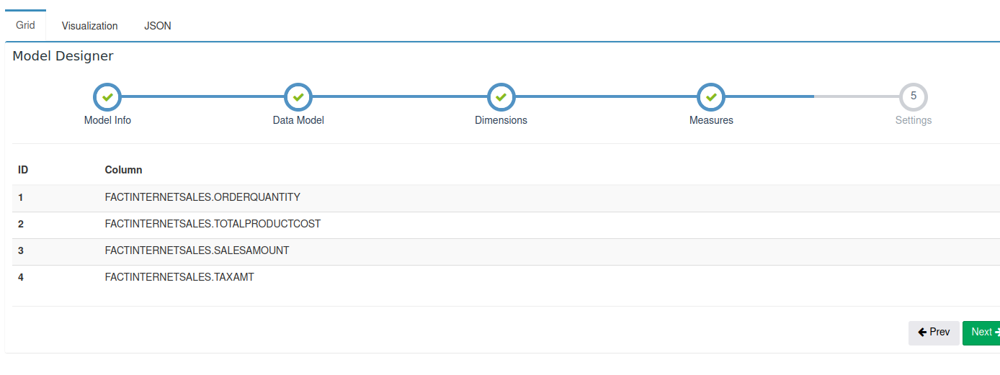 Grid Visualization JSON
Model Designer
5
Model Info Data Model Dimensions Measures Settings
ID Column
1 FACTINTERNETSALES.ORDERQUANTITY
2 FACTINTERNETSALES.TOTALPRODUCTCOST
3 FACTINTERNETSALES.SALESAMOUNT
4 FACTINTERNETSALES.TAXAMT
Prev Next